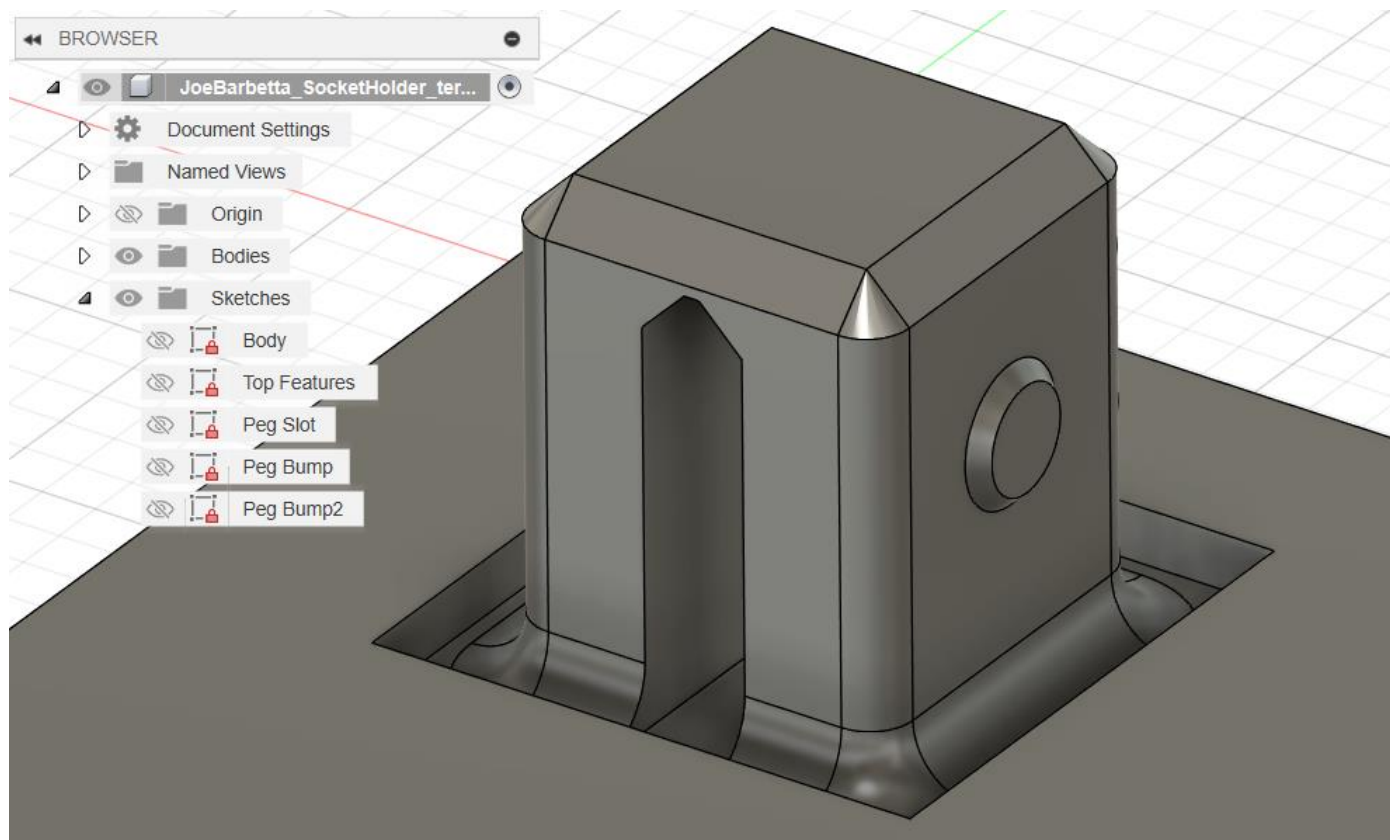 BROWSER
JoeBarbetta_SocketHolder_ter...
Document Settings
Named Views
Origin
Bodies
Sketches
Body
Top Features
Peg Slot
Peg Bump
Peg Bump2